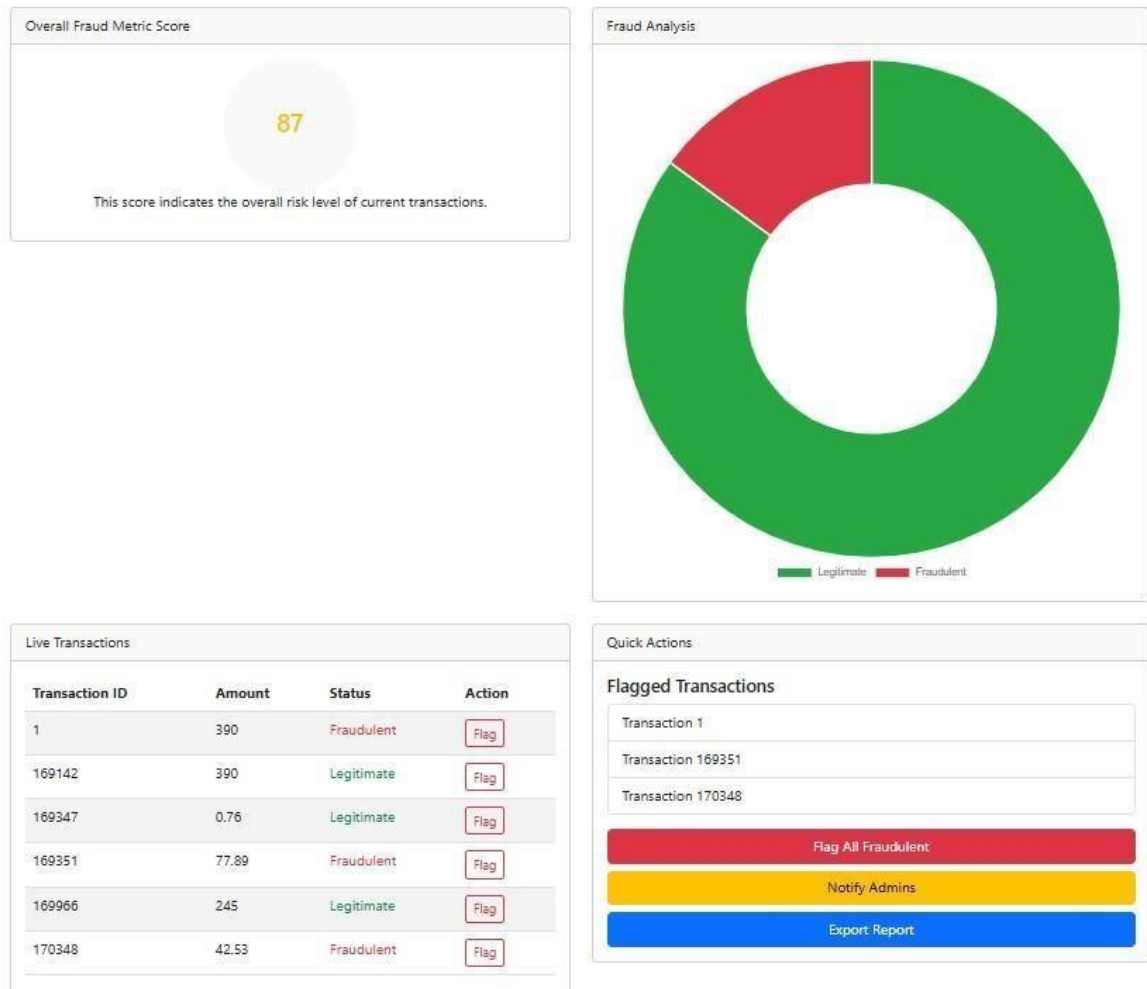 Overall Fraud Metric Score
87
This score indicates the overall risk level of current transactions.
Fraud Analysis
Legitimate Fraudulent
Live Transactions
Transaction ID Amount Status Action
1 390 Fraudulent Flag
169142 390 Legitimate Flag
169347 0.76 Legitimate Flag
169351 77.89 Fraudulent Flag
169966 245 Legitimate Flag
170348 42.53 Fraudulent Flag
Quick Actions
Flagged Transactions
Transaction 1
Transaction 169351
Transaction 170348
Flag All Fraudulent
Notify Admins
Export Report